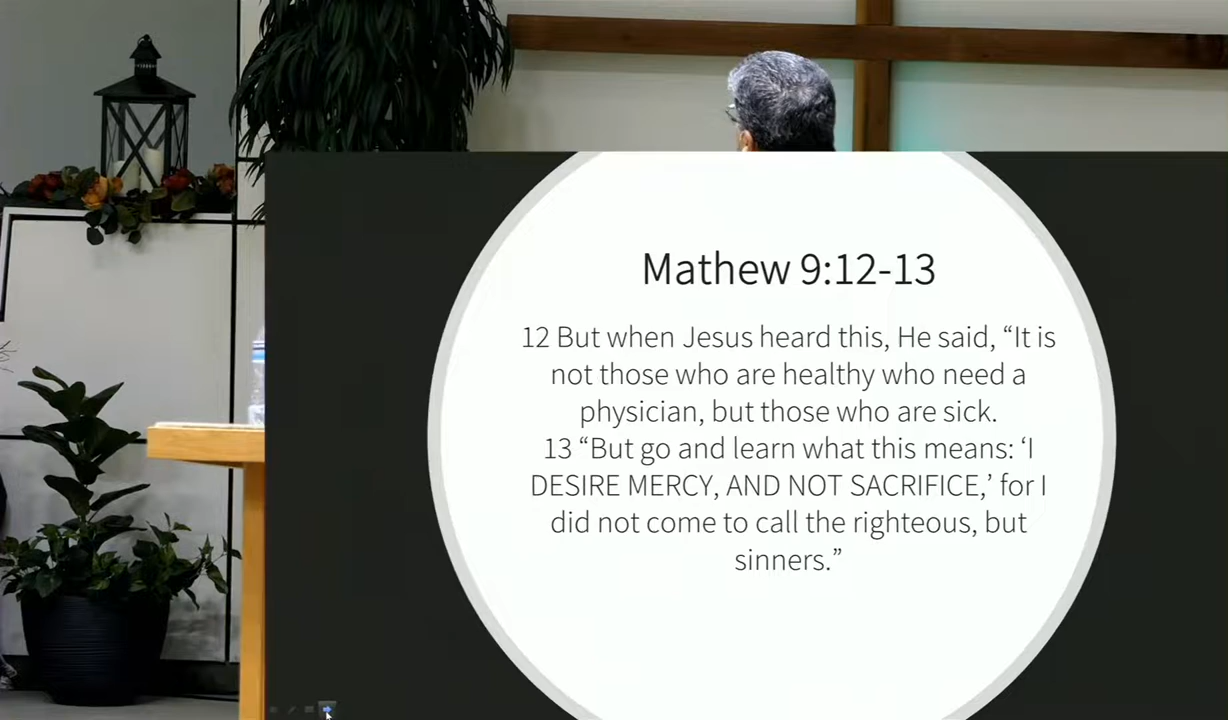 Mathew 9:12-13
12 But when Jesus heard this, He said, “It is
not those who are healthy who need a
physician, but those who are sick.
13 “But go and learn what this means: ‘I
DESIRE MERCY, AND NOT SACRIFICE,’ for I
did not come to call the righteous, but
sinners.”